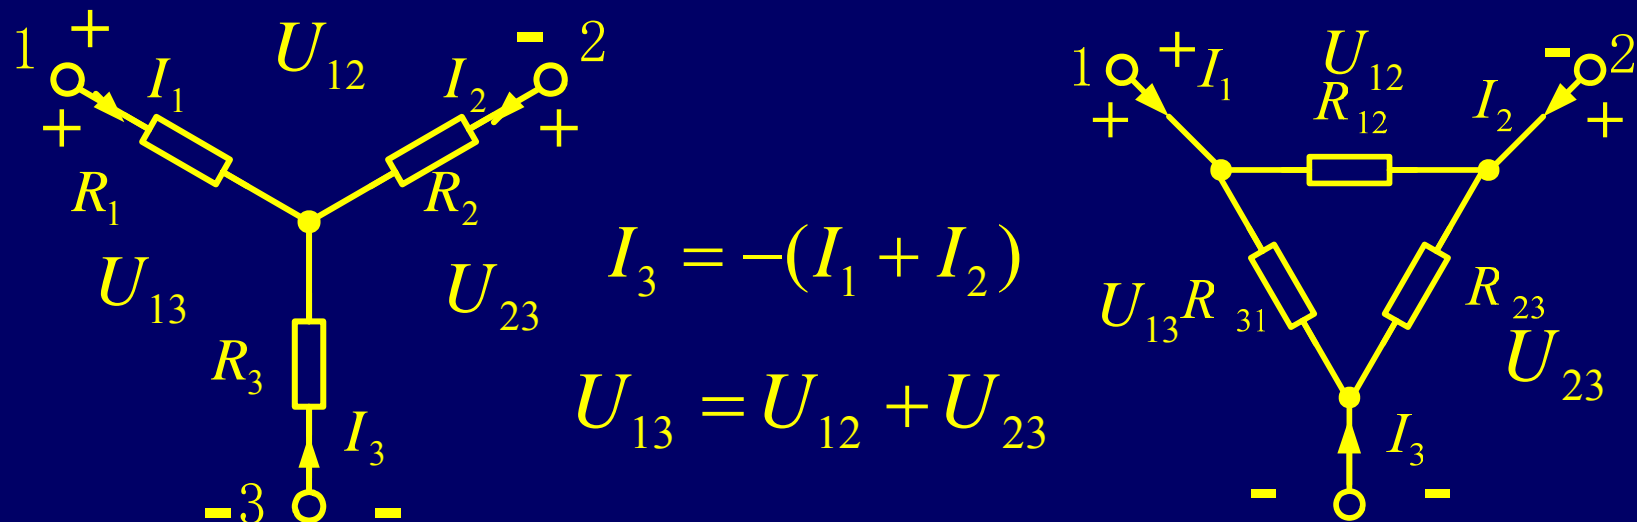 1 + U₁₂ - 2
I₁ I₂
+ +
R₁ R₂
U₁₃ U₂₃
R₃
I₃
- 3 -
I₃ = -(I₁ + I₂)
U₁₃ = U₁₂ + U₂₃
1 + I₁ U₁₂ - 2
R₁₂ I₂
+ +
U₁₃ R₃₁ R₂₃
U₂₃
I₃
- -